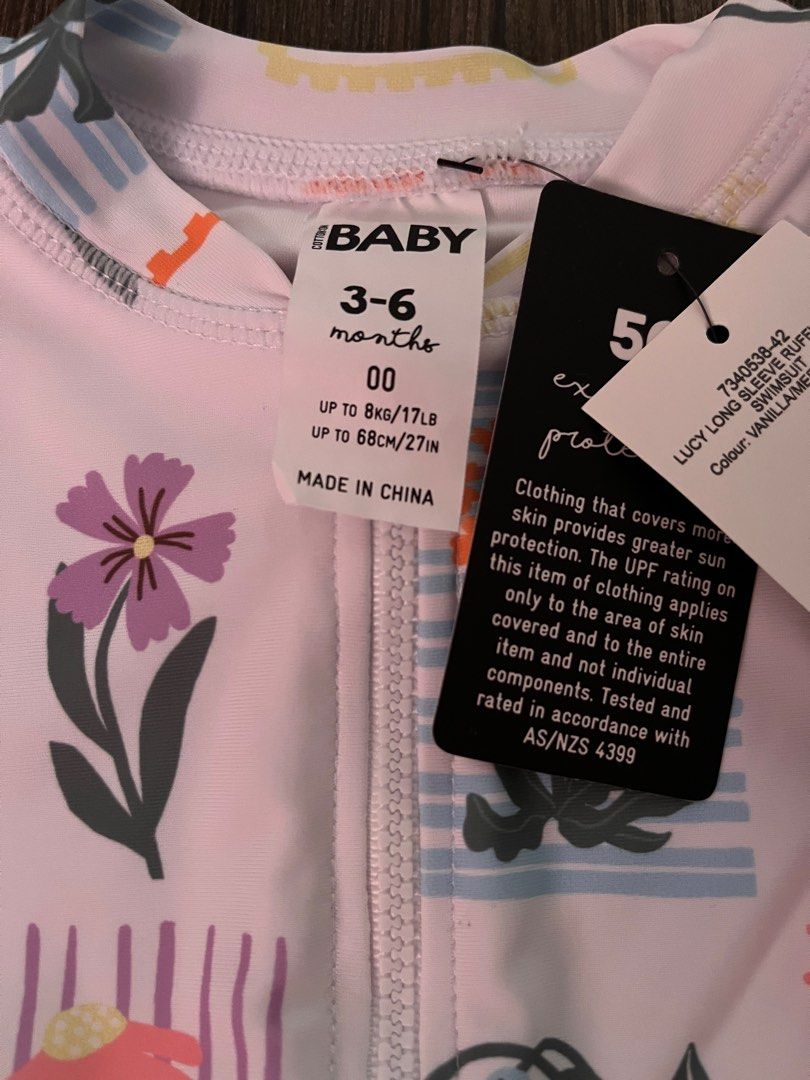 COTTON ON
BABY
3-6
months
00
UP TO 8KG/17LB
UP TO 68CM/27IN
MADE IN CHINA
Clothing that covers more
skin provides greater sun
protection. The UPF rating on
this item of clothing applies
only to the area of skin
covered and to the entire
item and not individual
components. Tested and
rated in accordance with
AS/NZS 4399
7340538-42
LUCY LONG SLEEVE
SWIMSUIT
Colour: VANILLA